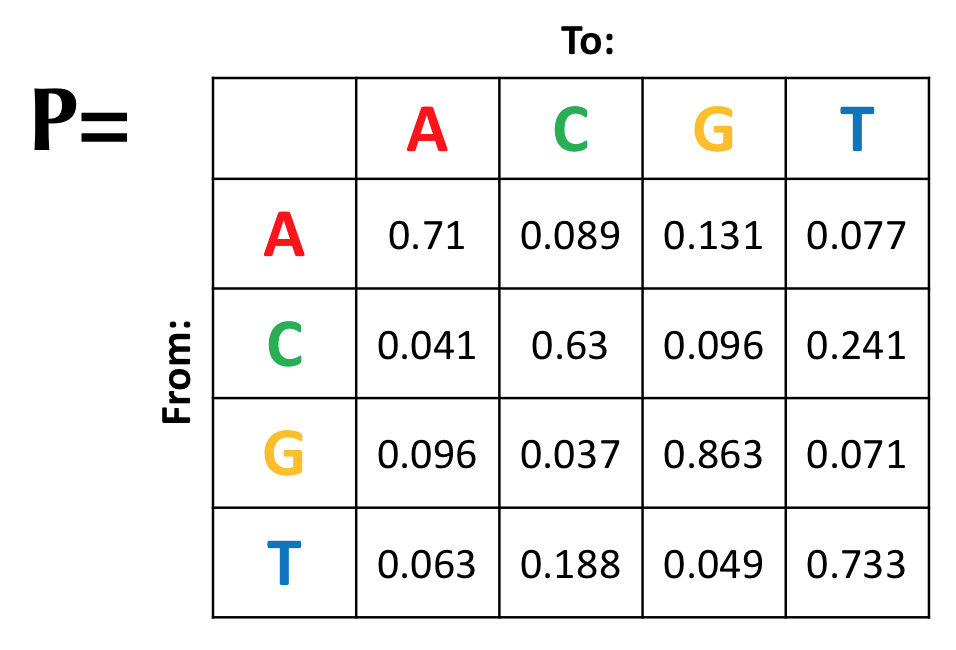 To:
P=
A C G T
A 0.71 0.089 0.131 0.077
C 0.041 0.63 0.096 0.241
From:
G 0.096 0.037 0.863 0.071
T 0.063 0.188 0.049 0.733